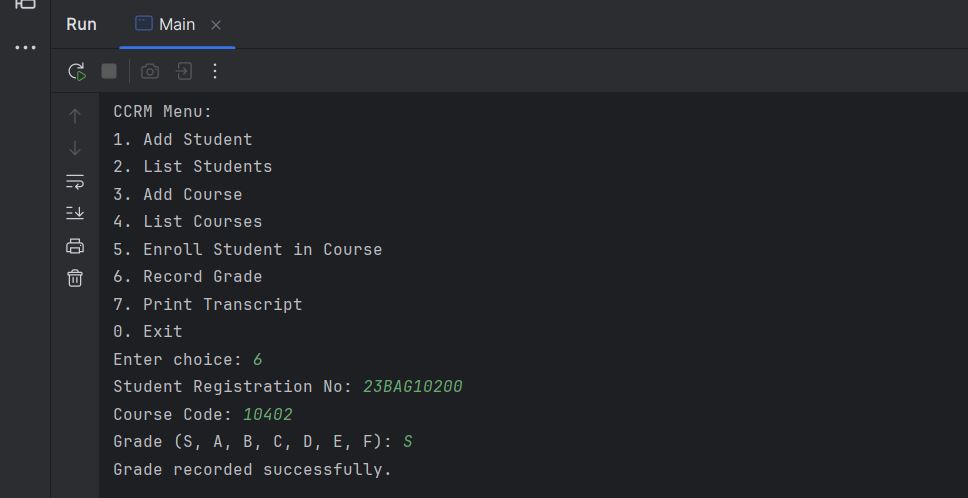 Run
Main
CCRM Menu:
1. Add Student
2. List Students
3. Add Course
4. List Courses
5. Enroll Student in Course
6. Record Grade
7. Print Transcript
0. Exit
Enter choice: 6
Student Registration No: 23BAG10200
Course Code: 10402
Grade (S, A, B, C, D, E, F): S
Grade recorded successfully.